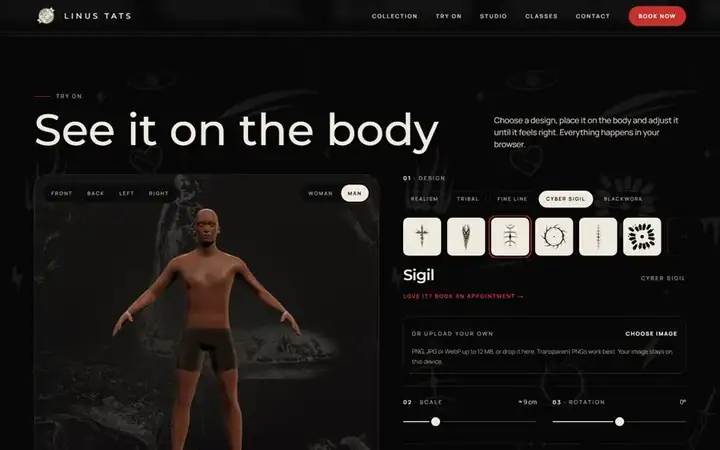 LINUS TATS
COLLECTION TRY ON STUDIO CLASSES CONTACT BOOK NOW
TRY ON
See it on the body
Choose a design, place it on the body and adjust it
until it feels right. Everything happens in your
browser.
FRONT BACK LEFT RIGHT WOMAN MAN
01 · DESIGN
REALISM TRIBAL FINE LINE CYBER SIGIL BLACKWORK
Sigil CYBER SIGIL
LOVE IT? BOOK AN APPOINTMENT →
OR UPLOAD YOUR OWN CHOOSE IMAGE
PNG, JPG or WebP up to 12 MB, or drop it here. Transparent PNGs work best. Your image stays on
this device.
02 · SCALE ≈ 9 cm 03 · ROTATION 0°